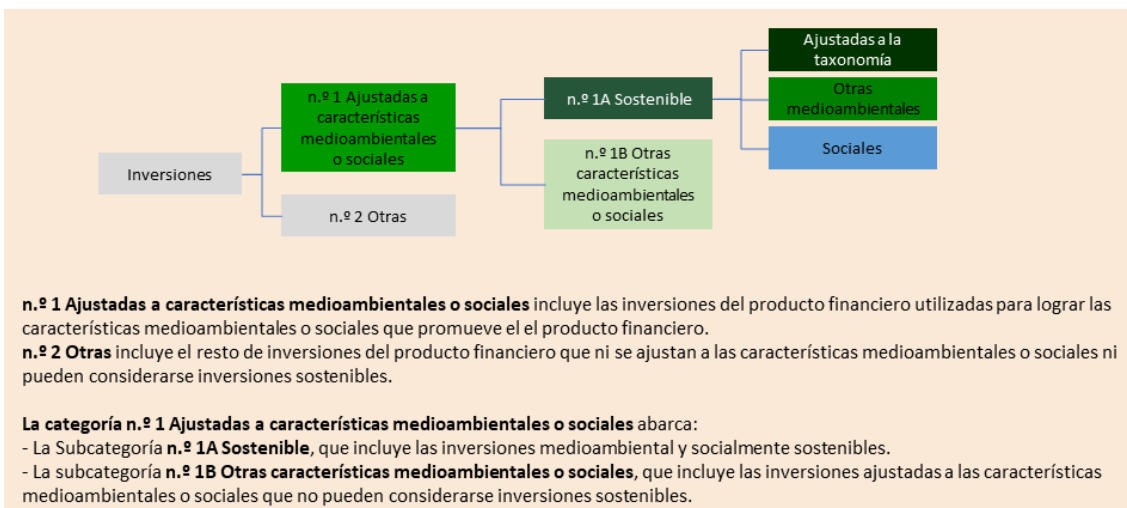 Ajustadas a la
taxonomía
n.º 1 Ajustadas a
características
medioambientales
o sociales
n.º 1A Sostenible
Otras
medioambientales
Inversiones
n.º 1B Otras
características
medioambientales
o sociales
Sociales
n.º 2 Otras
n.º 1 Ajustadas a características medioambientales o sociales incluye las inversiones del producto financiero utilizadas para lograr las
características medioambientales o sociales que promueve el el producto financiero.
n.º 2 Otras incluye el resto de inversiones del producto financiero que ni se ajustan a las características medioambientales o sociales ni
pueden considerarse inversiones sostenibles.
La categoría n.º 1 Ajustadas a características medioambientales o sociales abarca:
- La Subcategoría n.º 1A Sostenible, que incluye las inversiones medioambiental y socialmente sostenibles.
- La subcategoría n.º 1B Otras características medioambientales o sociales, que incluye las inversiones ajustadas a las características
medioambientales o sociales que no pueden considerarse inversiones sostenibles.